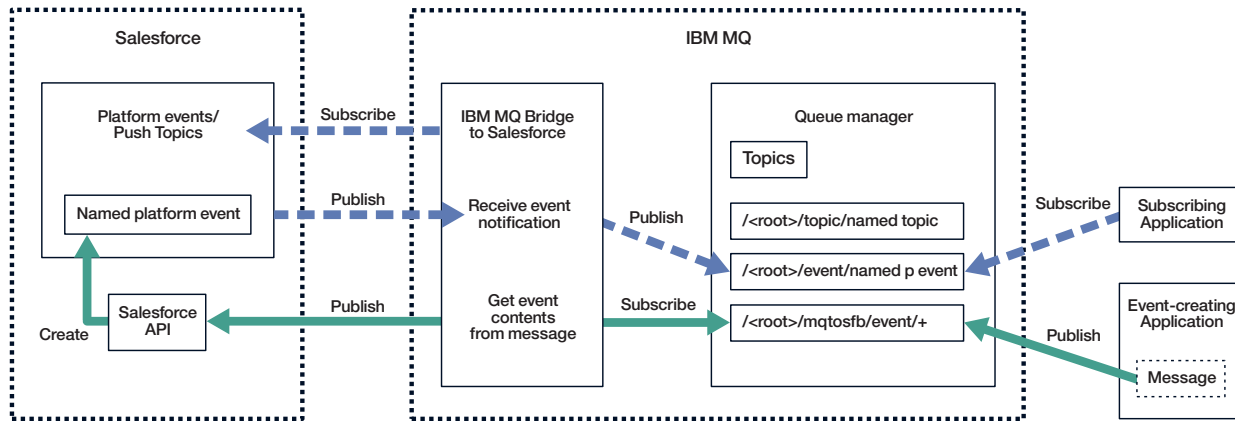 Salesforce
Platform events/
Push Topics
Named platform event
Salesforce
API
Create
Subscribe
Publish
Publish
IBM MQ
IBM MQ Bridge
to Salesforce
Receive event
notification
Get event
contents
from message
Publish
Subscribe
Queue manager
Topics
/<root>/topic/named topic
/<root>/event/named p event
/<root>/mqtosfb/event/+
Subscribe
Publish
Subscribing
Application
Event-creating
Application
Message